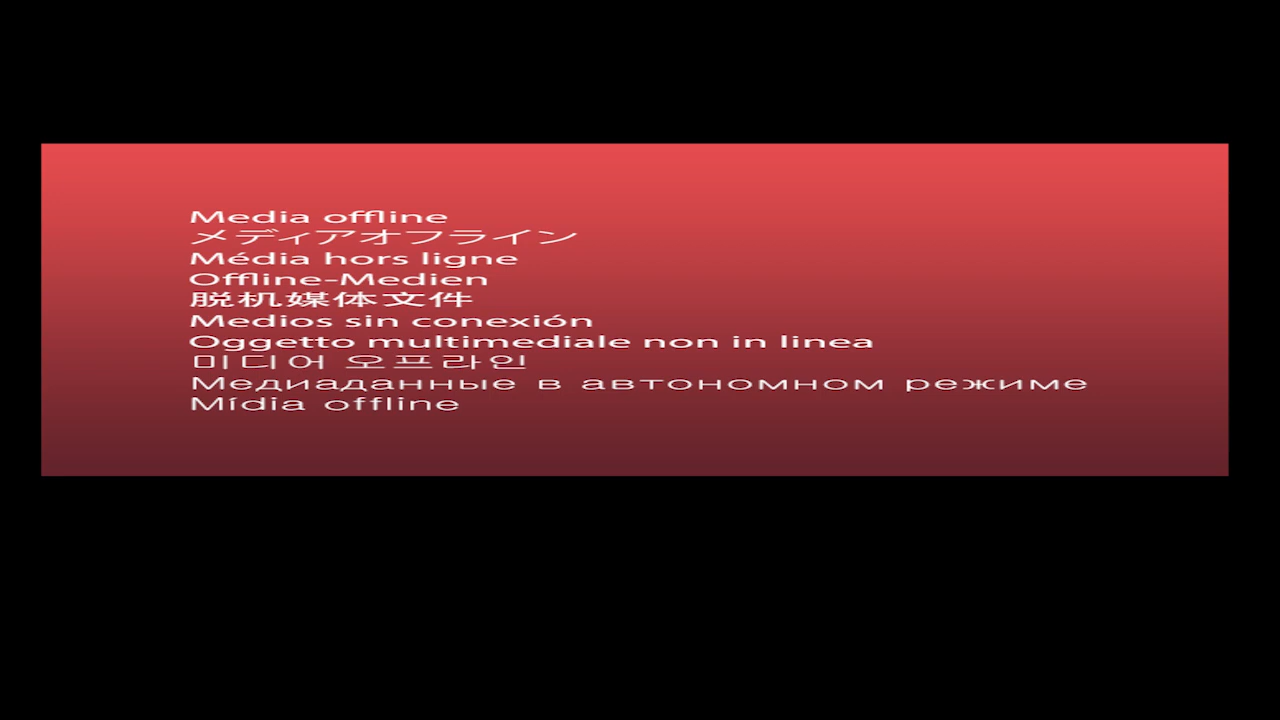 Media offline
メディアオフライン
Média hors ligne
Offline-Medien
脱机媒体文件
Medios sin conexión
Oggetto multimediale non in linea
미디어 오프라인
Медиаданные в автономном режиме
Mídia offline